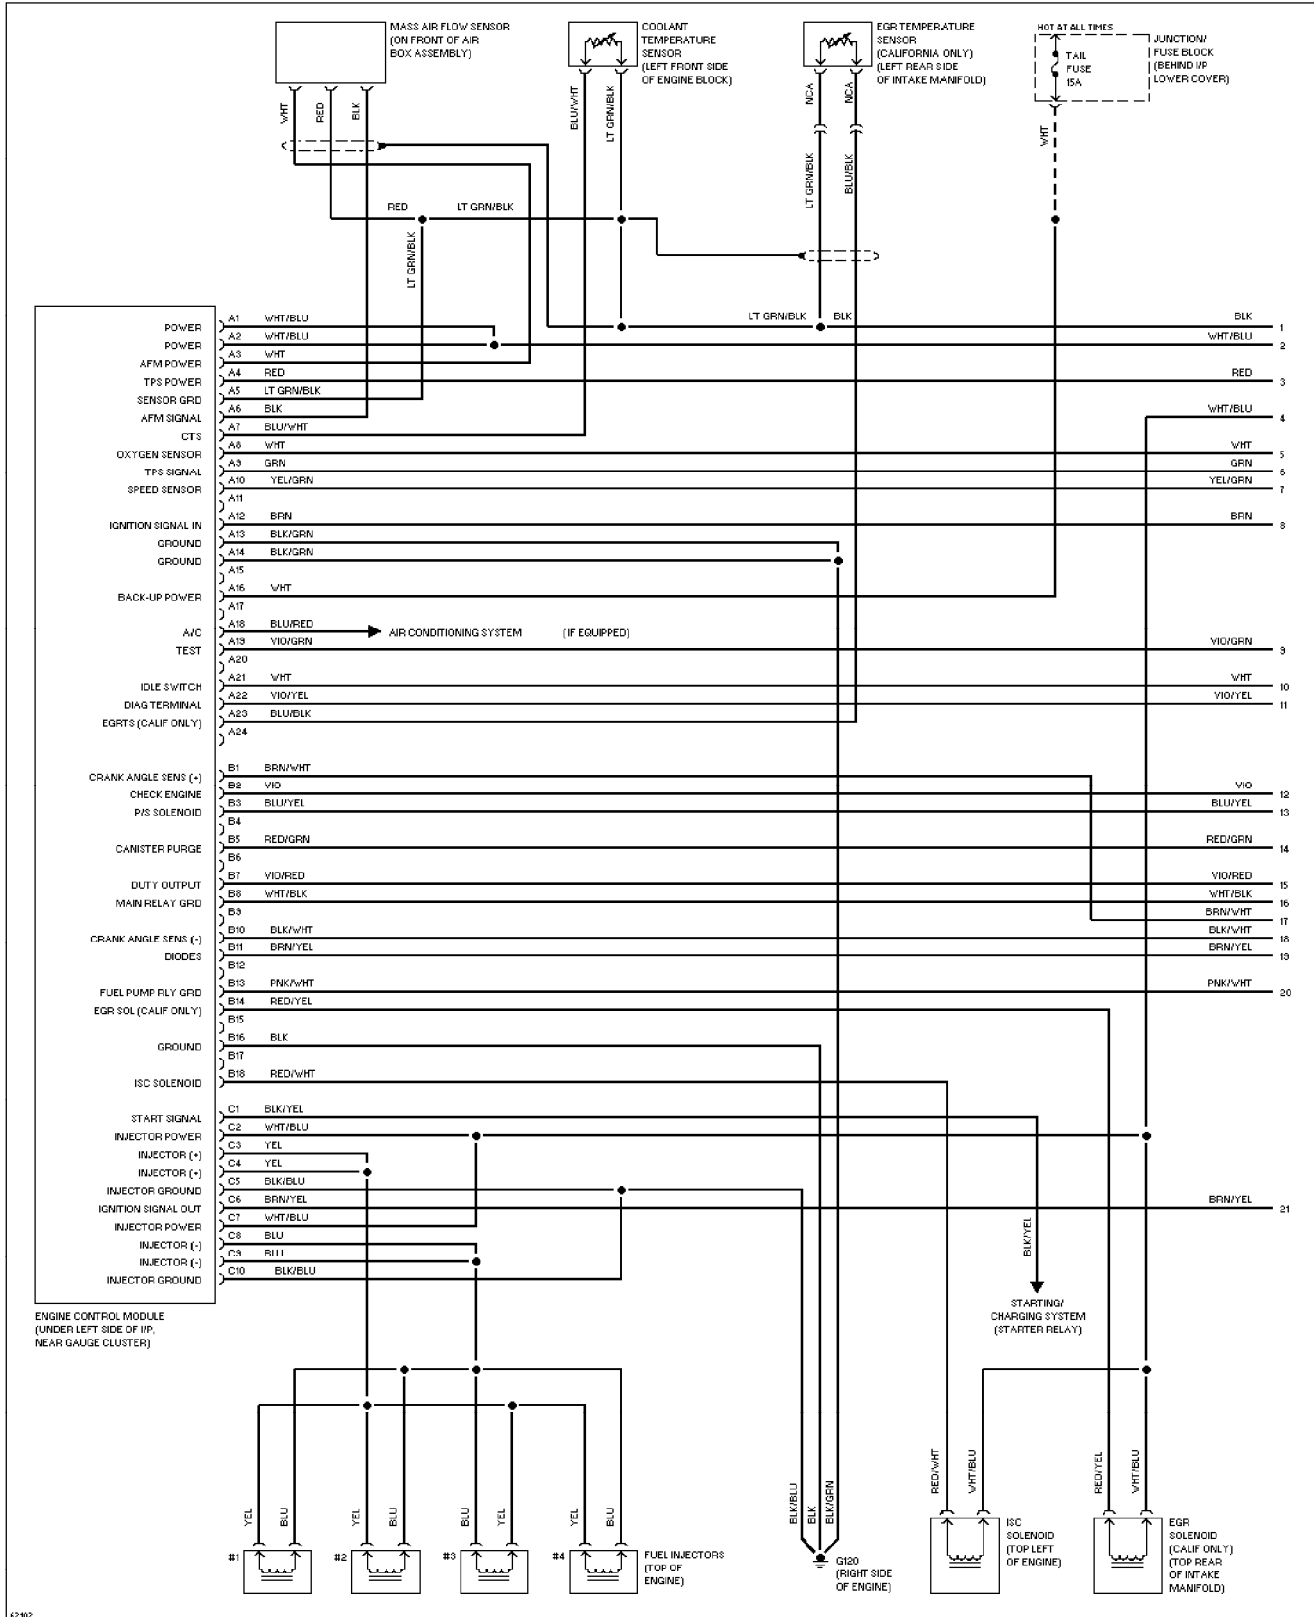 MASS AIR FLOW SENSOR
(ON FRONT OF AIR
BOX ASSEMBLY)
COOLANT
TEMPERATURE
SENSOR
(LEFT FRONT SIDE
OF ENGINE BLOCK)
EGR TEMPERATURE
SENSOR
(CALIFORNIA ONLY)
(LEFT REAR SIDE
OF INTAKE MANIFOLD)
HOT AT ALL TIMES
TAIL
FUSE
15A
JUNCTION/
FUSE BLOCK
(BEHIND I/P
LOWER COVER)
WHT
RED
BLK
BLU/WHT
LT GRN/BLK
NCA
NCA
LT GRN/BLK
BLU/BLK
WHT
RED
LT GRN/BLK
LT GRN/BLK
LT GRN/BLK
BLK
BLK 1
POWER A1 WHT/BLU
POWER A2 WHT/BLU WHT/BLU 2
AFM POWER A3 WHT
TPS POWER A4 RED RED 3
SENSOR GRD A5 LT GRN/BLK
AFM SIGNAL A6 BLK WHT/BLU 4
CTS A7 BLU/WHT
OXYGEN SENSOR A8 WHT WHT 5
TPS SIGNAL A9 GRN GRN 6
SPEED SENSOR A10 YEL/GRN YEL/GRN 7
A11
IGNITION SIGNAL IN A12 BRN BRN 8
GROUND A13 BLK/GRN
GROUND A14 BLK/GRN
A15
BACK-UP POWER A16 WHT
A17
A/C A18 BLU/RED AIR CONDITIONING SYSTEM (IF EQUIPPED)
TEST A19 VIO/GRN VIO/GRN 9
A20
IDLE SWITCH A21 WHT WHT 10
DIAG TERMINAL A22 VIO/YEL VIO/YEL 11
EGRTS (CALIF ONLY) A23 BLU/BLK
A24
CRANK ANGLE SENS (+) B1 BRN/WHT
CHECK ENGINE B2 VIO VIO 12
P/S SOLENOID B3 BLU/YEL BLU/YEL 13
B4
CANISTER PURGE B5 RED/GRN RED/GRN 14
B6
DUTY OUTPUT B7 VIO/RED VIO/RED 15
MAIN RELAY GRD B8 WHT/BLK WHT/BLK 16
B9 BRN/WHT 17
CRANK ANGLE SENS (-) B10 BLK/WHT BLK/WHT 18
DIODES B11 BRN/YEL BRN/YEL 19
B12
FUEL PUMP RLY GRD B13 PNK/WHT PNK/WHT 20
EGR SOL (CALIF ONLY) B14 RED/YEL
B15
GROUND B16 BLK
B17
ISC SOLENOID B18 RED/WHT
START SIGNAL C1 BLK/YEL
INJECTOR POWER C2 WHT/BLU
INJECTOR (+) C3 YEL
INJECTOR (+) C4 YEL
INJECTOR GROUND C5 BLK/BLU
IGNITION SIGNAL OUT C6 BRN/YEL BRN/YEL 21
INJECTOR POWER C7 WHT/BLU
INJECTOR (-) C8 BLU
INJECTOR (-) C9 BLU
INJECTOR GROUND C10 BLK/BLU
BLK/YEL
ENGINE CONTROL MODULE
(UNDER LEFT SIDE OF I/P,
NEAR GAUGE CLUSTER)
STARTING/
CHARGING SYSTEM
(STARTER RELAY)
YEL
BLU
YEL
BLU
BLU
YEL
YEL
BLU
BLK/BLU
BLK
BLK/GRN
RED/WHT
WHT/BLU
RED/YEL
WHT/BLU
#1
#2
#3
#4
FUEL INJECTORS
(TOP OF
ENGINE)
G120
(RIGHT SIDE
OF ENGINE)
ISC
SOLENOID
(TOP LEFT
OF ENGINE)
EGR
SOLENOID
(CALIF ONLY)
(TOP REAR
OF INTAKE
MANIFOLD)
62102